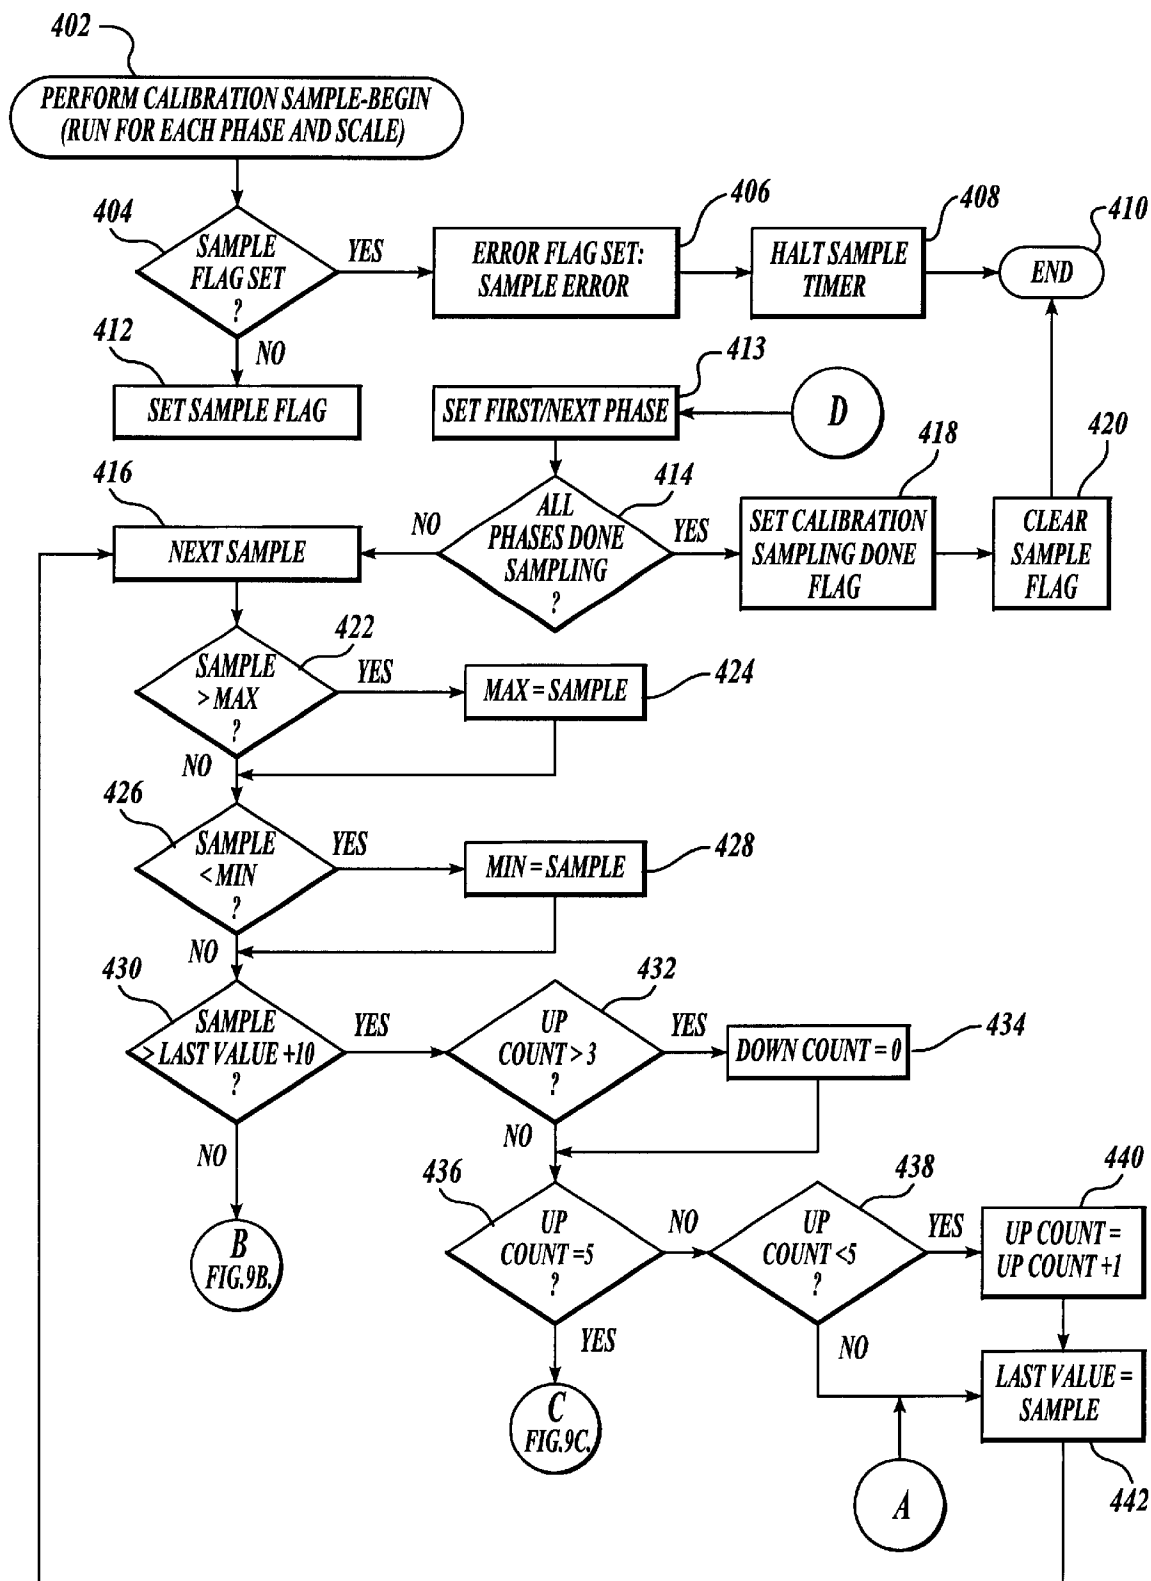 402
PERFORM CALIBRATION SAMPLE-BEGIN
(RUN FOR EACH PHASE AND SCALE)
404
SAMPLE
FLAG SET
?
YES
NO
406
ERROR FLAG SET:
SAMPLE ERROR
408
HALT SAMPLE
TIMER
410
END
412
SET SAMPLE FLAG
413
SET FIRST/NEXT PHASE
D
414
ALL
PHASES DONE
SAMPLING
?
NO
YES
416
NEXT SAMPLE
418
SET CALIBRATION
SAMPLING DONE
FLAG
420
CLEAR
SAMPLE
FLAG
422
SAMPLE
> MAX
?
YES
NO
424
MAX = SAMPLE
426
SAMPLE
< MIN
?
YES
NO
428
MIN = SAMPLE
430
SAMPLE
> LAST VALUE +10
?
YES
NO
432
UP
COUNT > 3
?
YES
NO
434
DOWN COUNT = 0
436
UP
COUNT =5
?
NO
YES
438
UP
COUNT <5
?
YES
NO
440
UP COUNT =
UP COUNT +1
LAST VALUE =
SAMPLE
442
B
FIG.9B.
C
FIG.9C.
A